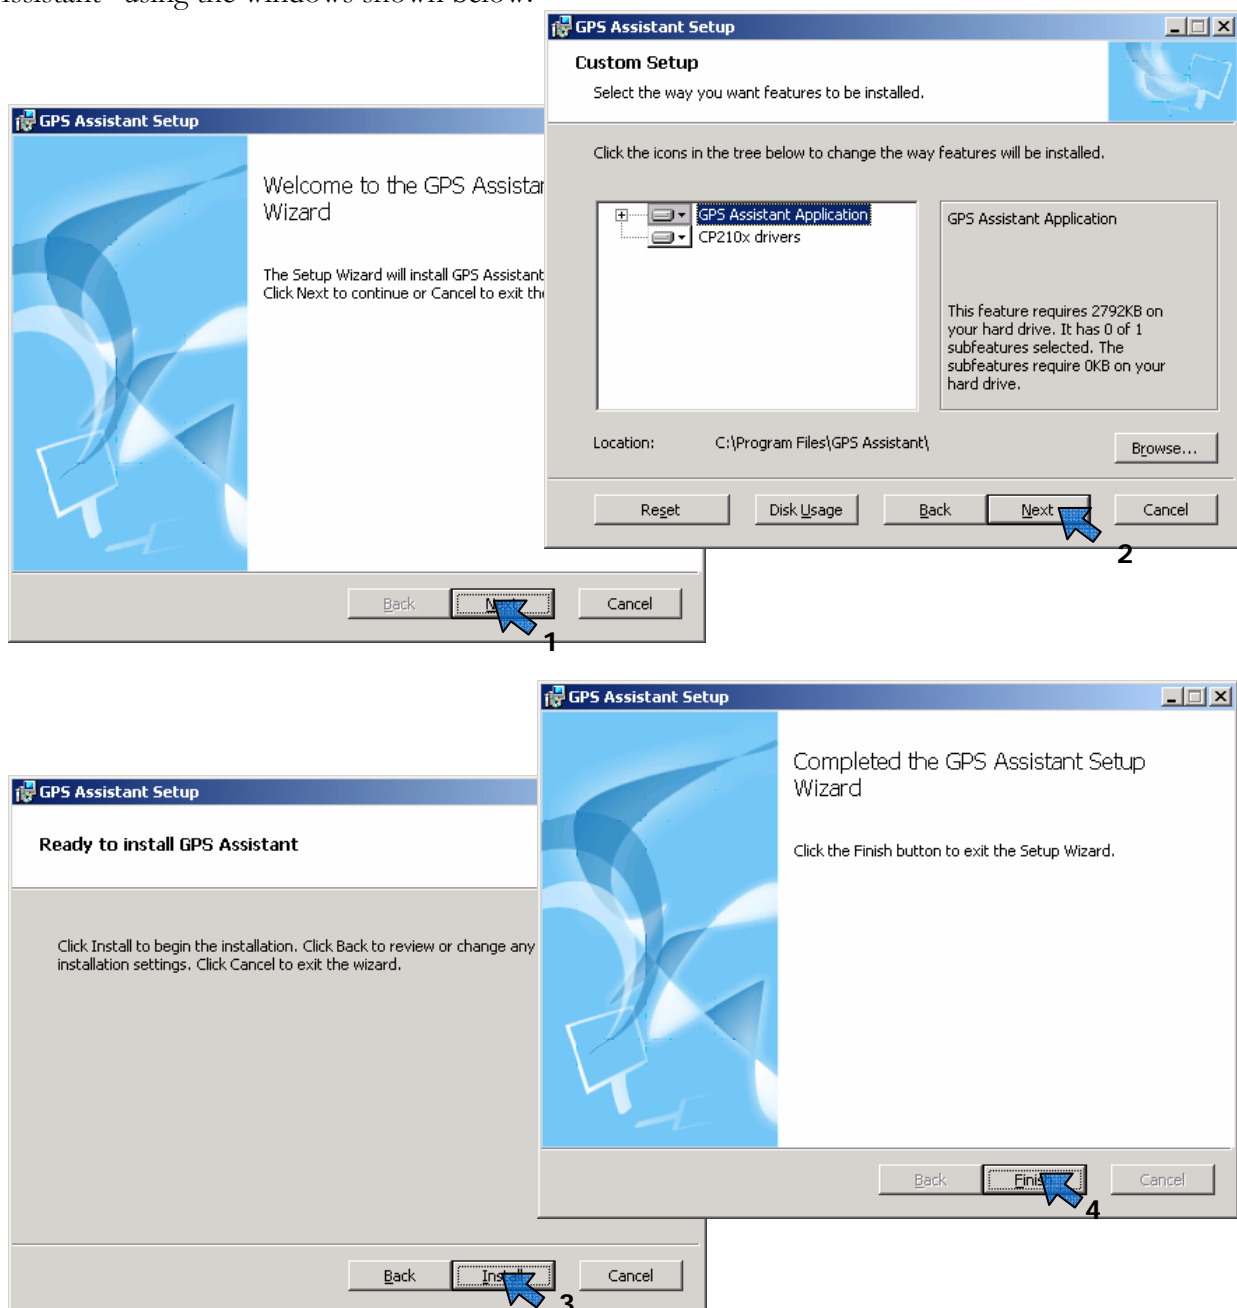 using the windows shown below.
GPS Assistant Setup
Welcome to the GPS
Wizard
The Setup Wizard will install GPS Assistant
Click Next to continue or Cancel to exit
Back
Cancel
1
GPS Assistant Setup
Custom Setup
Select the way you want features to be installed.
Click the icons in the tree below to change the way features will be installed.
GPS Assistant Application
CP210x drivers
GPS Assistant Application
This feature requires 2792KB on
your hard drive. It has 0 of 1
subfeatures selected. The
subfeatures require 0KB on your
hard drive.
Location: C:\Program Files\GPS Assistant\
Browse...
Reset Disk Usage Back Next Cancel
2
GPS Assistant Setup
Ready to install GPS Assistant
Click Install to begin the installation. Click Back to review or change any
installation settings. Click Cancel to exit the wizard.
Back Install Cancel
3
GPS Assistant Setup
Completed the GPS Assistant Setup
Wizard
Click the Finish button to exit the Setup Wizard.
Back Finish Cancel
4